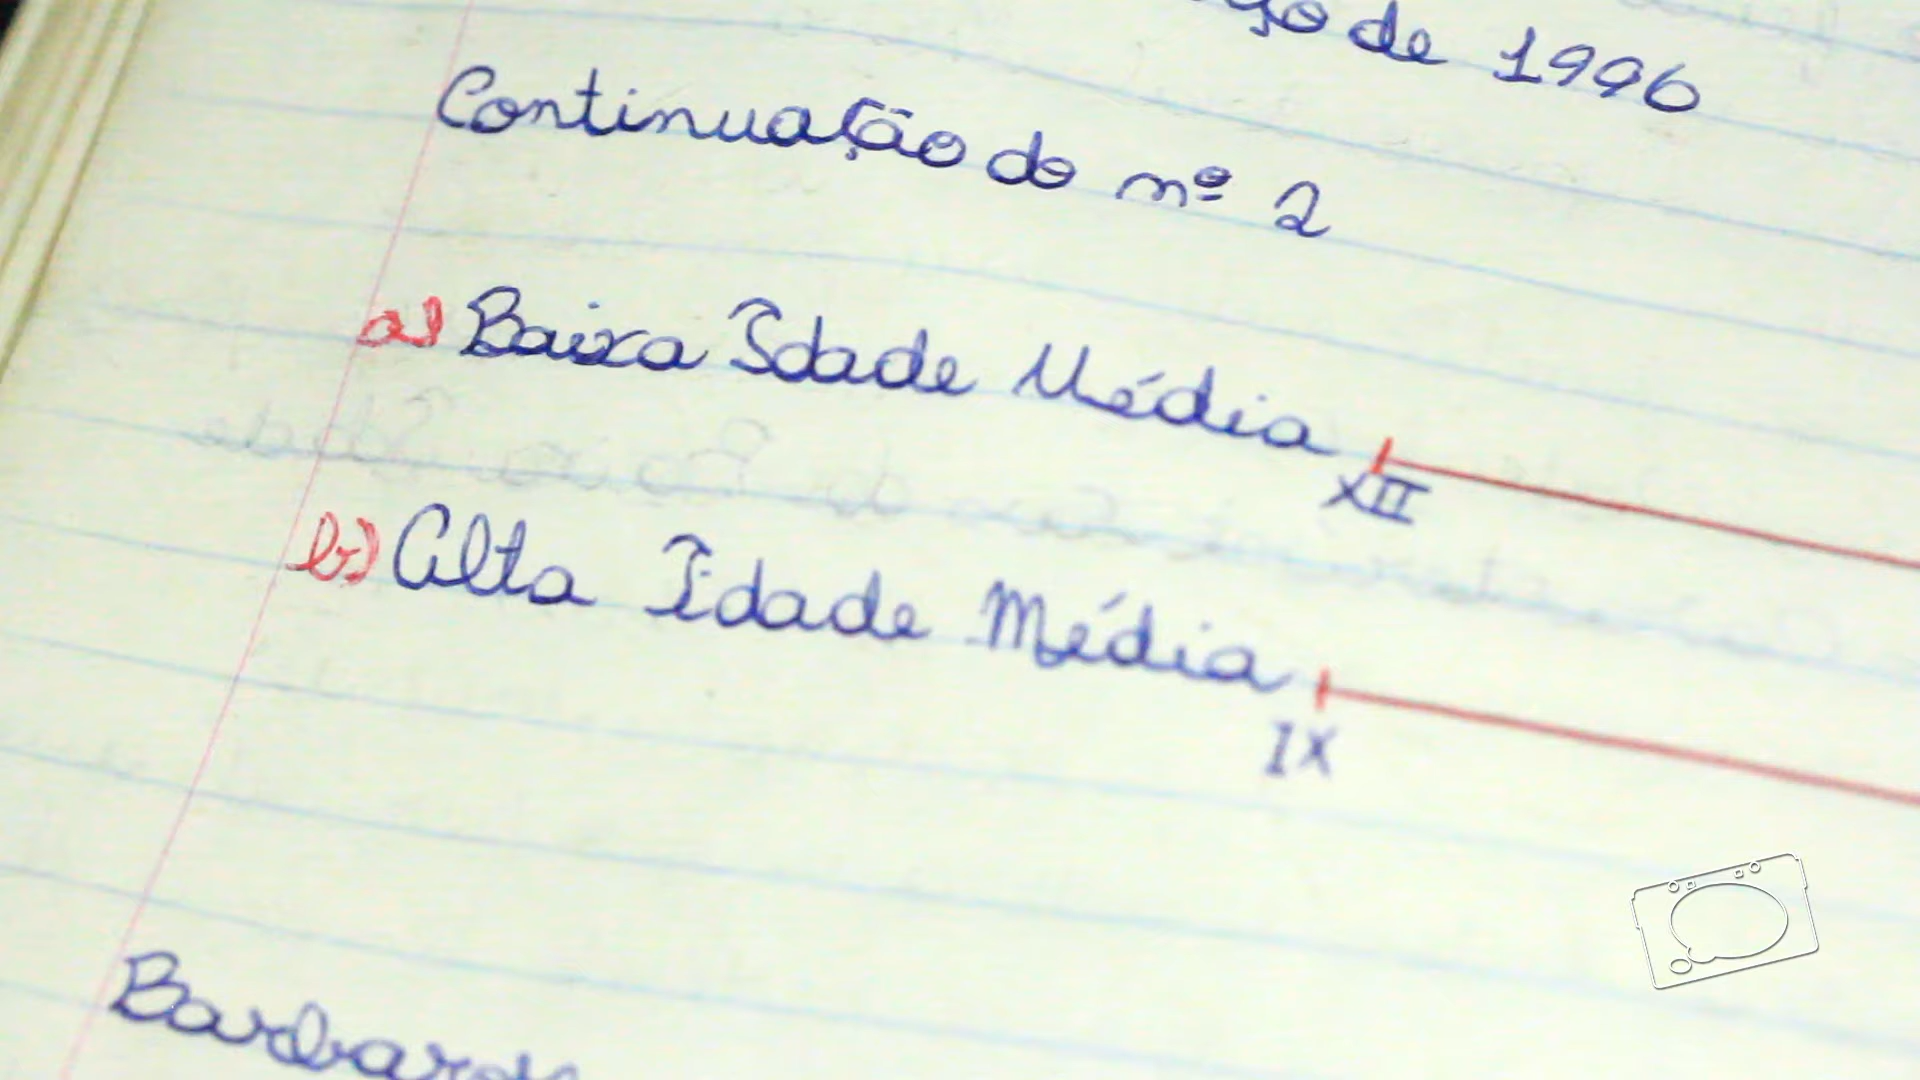 de 1996
Continuação do nº 2
a) Baixa Idade Média
XII
b) Alta Idade Média
IX